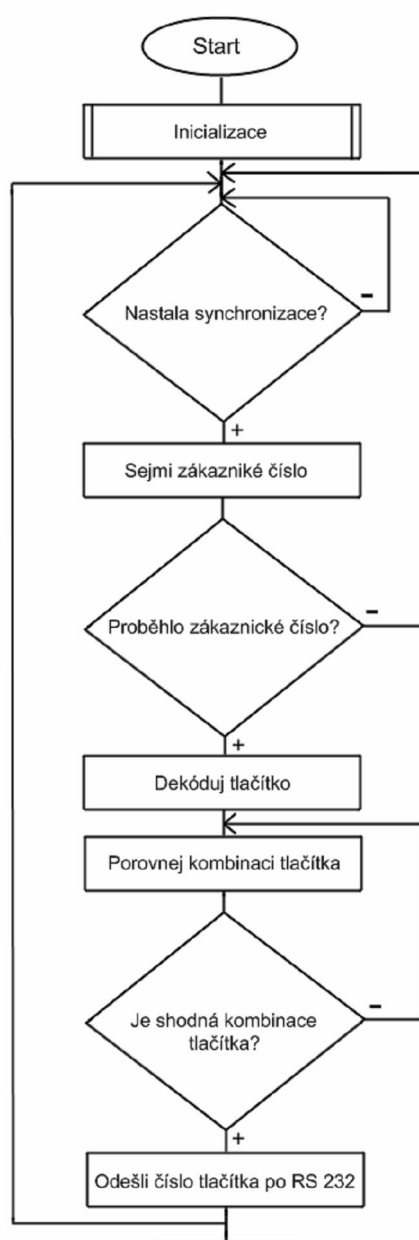 Start
Inicializace
Nastala synchronizace?
-
+
Sejmi zákazniké číslo
Proběhlo zákaznické číslo?
-
+
Dekóduj tlačítko
Porovnej kombinaci tlačítka
Je shodná kombinace
tlačítka?
-
+
Odešli číslo tlačítka po RS 232